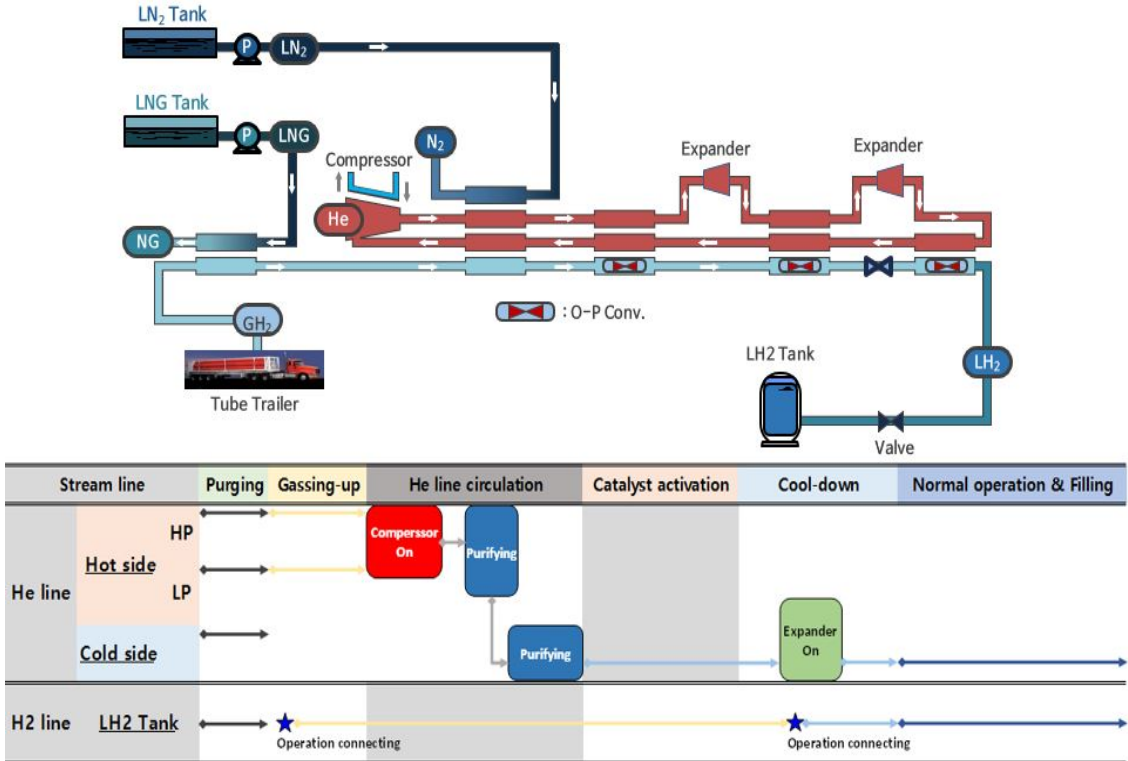 LN₂ Tank
P
LN₂
LNG Tank
P
LNG
N₂
Compressor
Expander
Expander
He
NG
: O-P Conv.
GH₂
LH2 Tank
LH₂
Tube Trailer
Valve
Stream line
Purging
Gassing-up
He line circulation
Catalyst activation
Cool-down
Normal operation & Filling
HP
Comperssor
On
Purifying
Hot side
He line
LP
Expander
On
Cold side
Purifying
H2 line
LH2 Tank
Operation connecting
Operation connecting